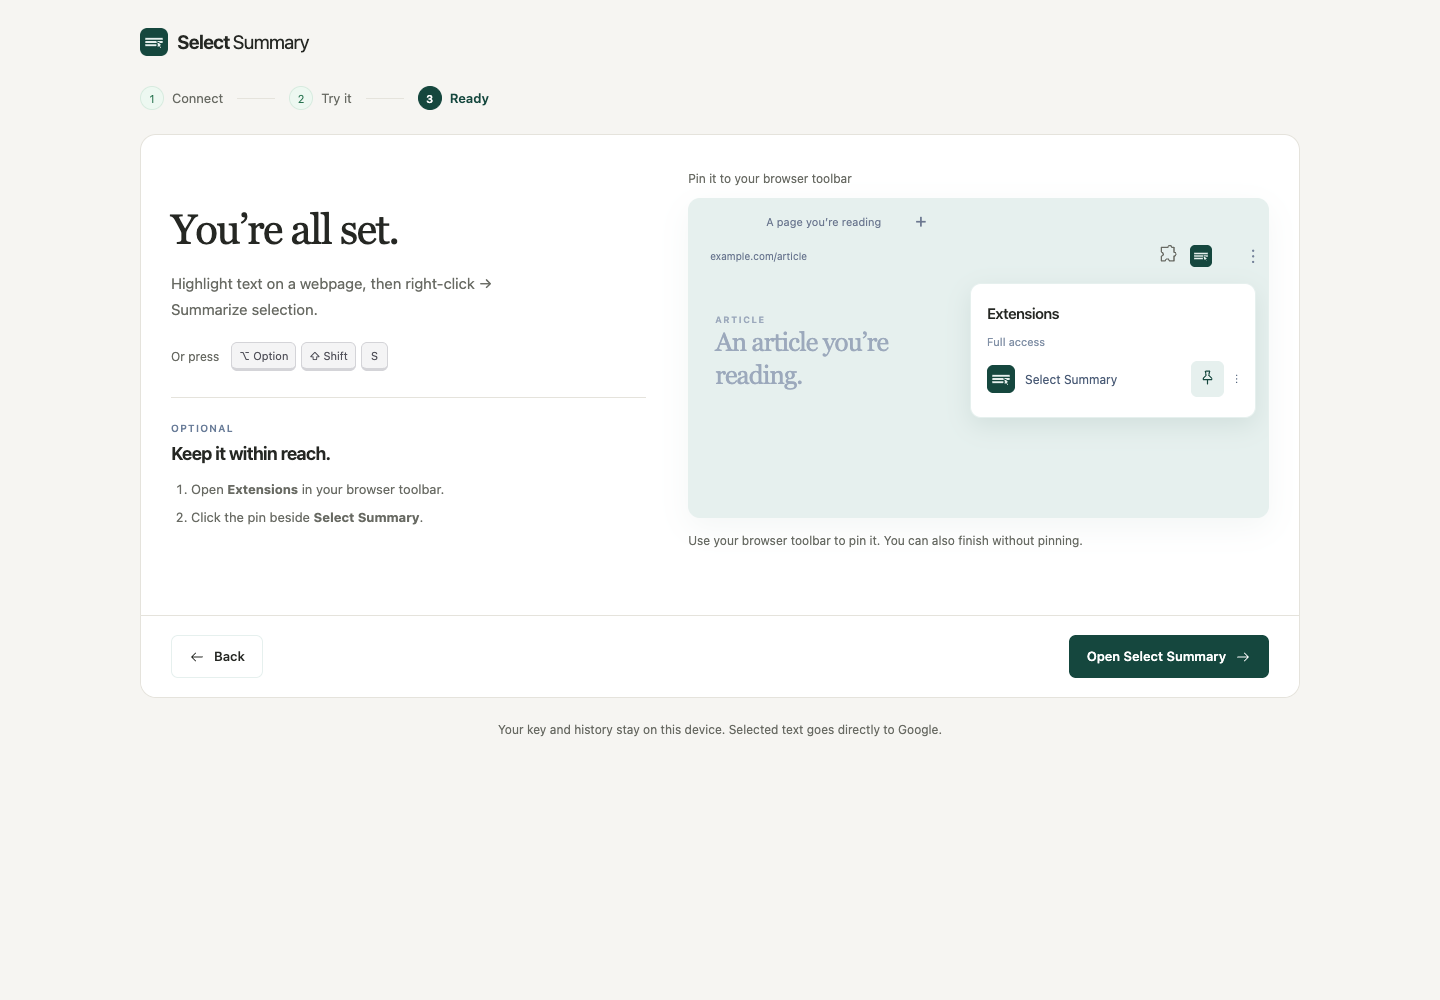 Select Summary
1 Connect
2 Try it
3 Ready
You’re all set.
Highlight text on a webpage, then right-click →
Summarize selection.
Or press ⌥ Option ⇧ Shift S
OPTIONAL
Keep it within reach.
1. Open Extensions in your browser toolbar.
2. Click the pin beside Select Summary.
Pin it to your browser toolbar
A page you’re reading +
example.com/article
ARTICLE
An article you’re
reading.
Extensions
Full access
Select Summary
Use your browser toolbar to pin it. You can also finish without pinning.
← Back
Open Select Summary →
Your key and history stay on this device. Selected text goes directly to Google.